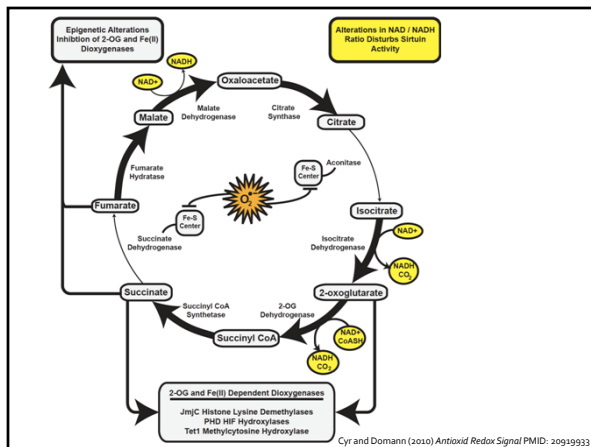 Epigenetic Alterations
Inhibtion of 2-OG and Fe(II)
Dioxygenases
Alterations in NAD / NADH
Ratio Disturbs Sirtuin
Activity
NADH
NAD+
Oxaloacetate
Malate
Malate
Dehydrogenase
Citrate
Synthase
Citrate
Aconitase
Fe-S
Center
Fumarate
Hydratase
O₂•-
Fumarate
Fe-S
Center
Succinate
Dehydrogenase
Isocitrate
NAD+
Isocitrate
Dehydrogenase
NADH
CO₂
Succinate
2-oxoglutarate
Succinyl CoA
Synthetase
2-OG
Dehydrogenase
NAD+
CoASH
Succinyl CoA
NADH
CO₂
2-OG and Fe(II) Dependent Dioxygenases
JmjC Histone Lysine Demethylases
PHD HIF Hydroxylases
Tet1 Methylcytosine Hydroxylase
Cyr and Domann (2010) Antioxid Redox Signal PMID: 20919933